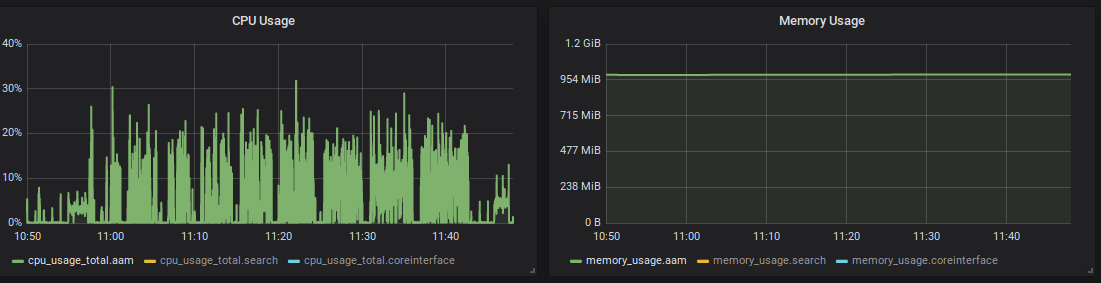 CPU Usage
40%
30%
20%
10%
0%
10:50 11:00 11:10 11:20 11:30 11:40
cpu_usage_total.aam cpu_usage_total.search cpu_usage_total.coreinterface
Memory Usage
1.2 GiB
954 MiB
715 MiB
477 MiB
238 MiB
0 B
10:50 11:00 11:10 11:20 11:30 11:40
memory_usage.aam memory_usage.search memory_usage.coreinterface